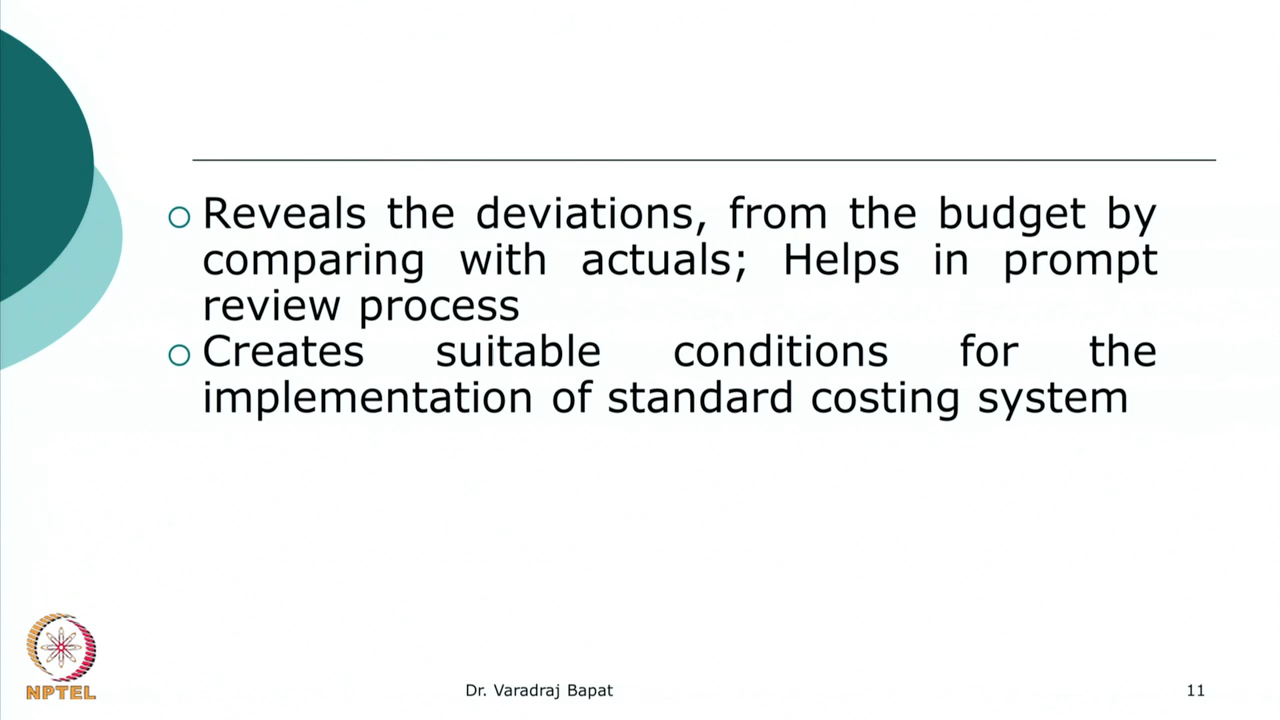 Reveals the deviations, from the budget by
comparing with actuals; Helps in prompt
review process
Creates suitable conditions for the
implementation of standard costing system
NPTEL
Dr. Varadraj Bapat
11